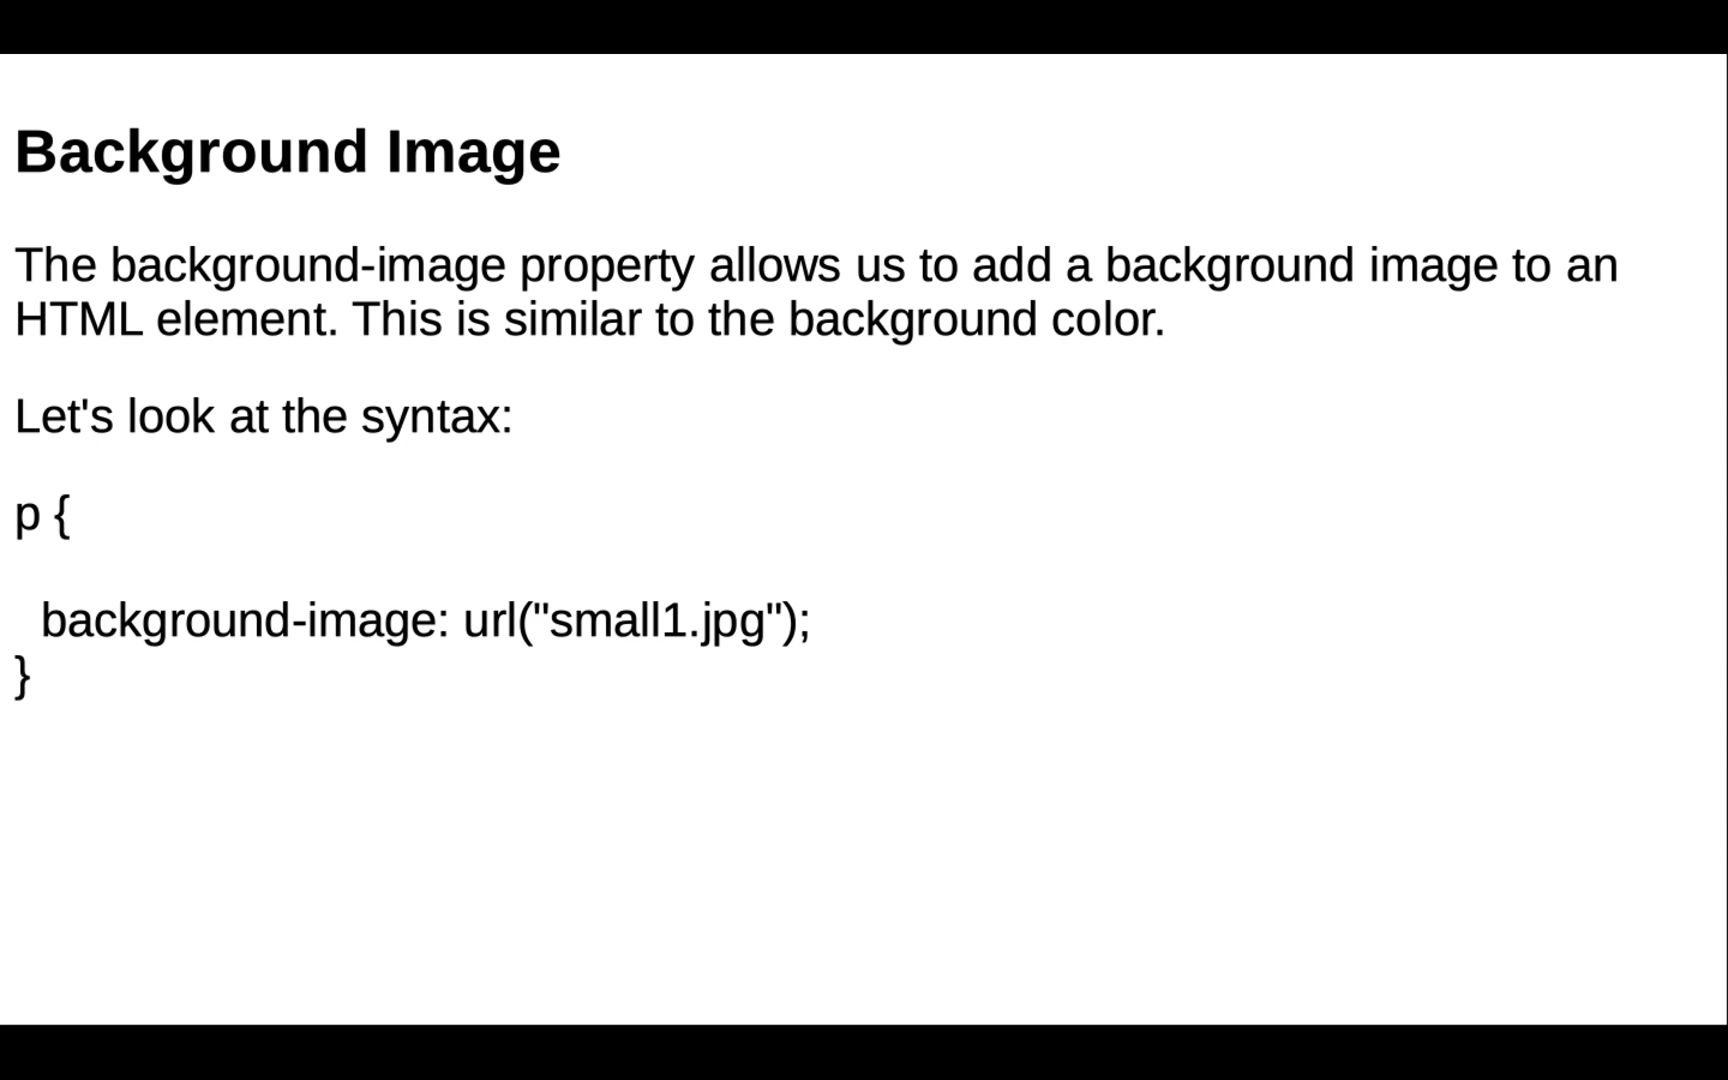 Background Image
The background-image property allows us to add a background image to an
HTML element. This is similar to the background color.
Let's look at the syntax:
p {
background-image: url("small1.jpg");
}